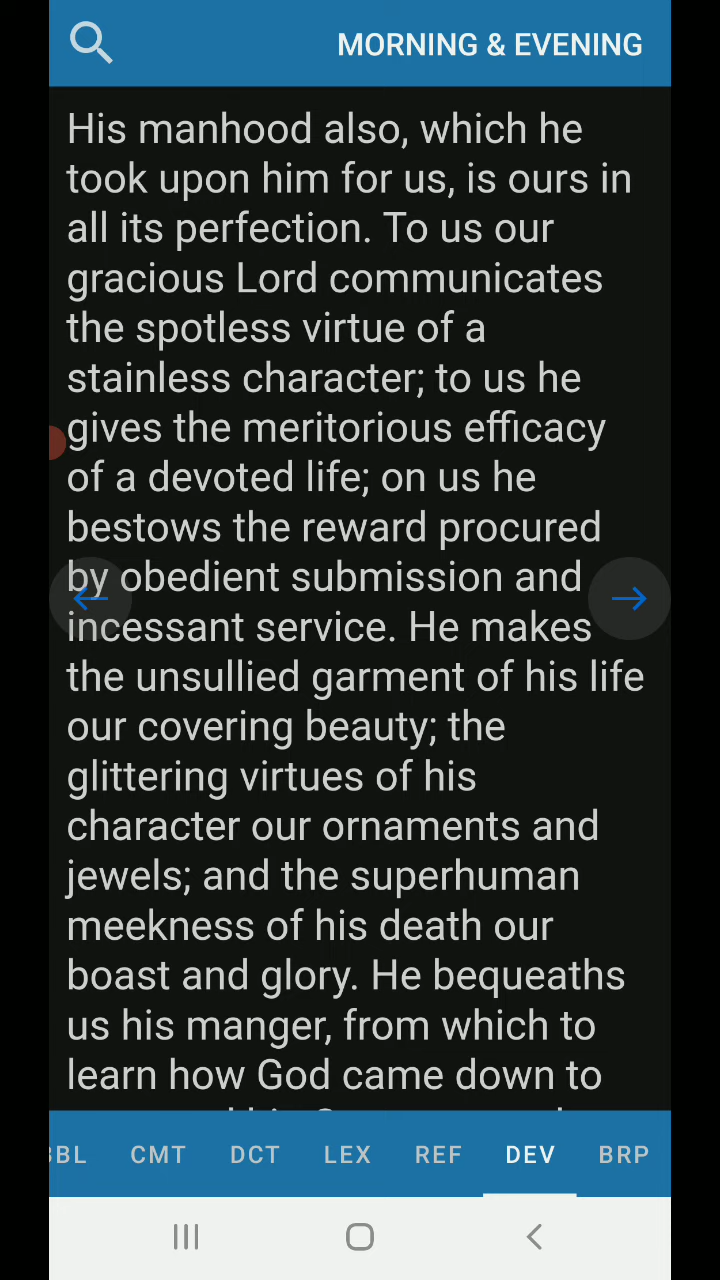 MORNING & EVENING
His manhood also, which he
took upon him for us, is ours in
all its perfection. To us our
gracious Lord communicates
the spotless virtue of a
stainless character; to us he
gives the meritorious efficacy
of a devoted life; on us he
bestows the reward procured
by obedient submission and
incessant service. He makes
the unsullied garment of his life
our covering beauty; the
glittering virtues of his
character our ornaments and
jewels; and the superhuman
meekness of his death our
boast and glory. He bequeaths
us his manger, from which to
learn how God came down to
CMT DCT LEX REF DEV BRP